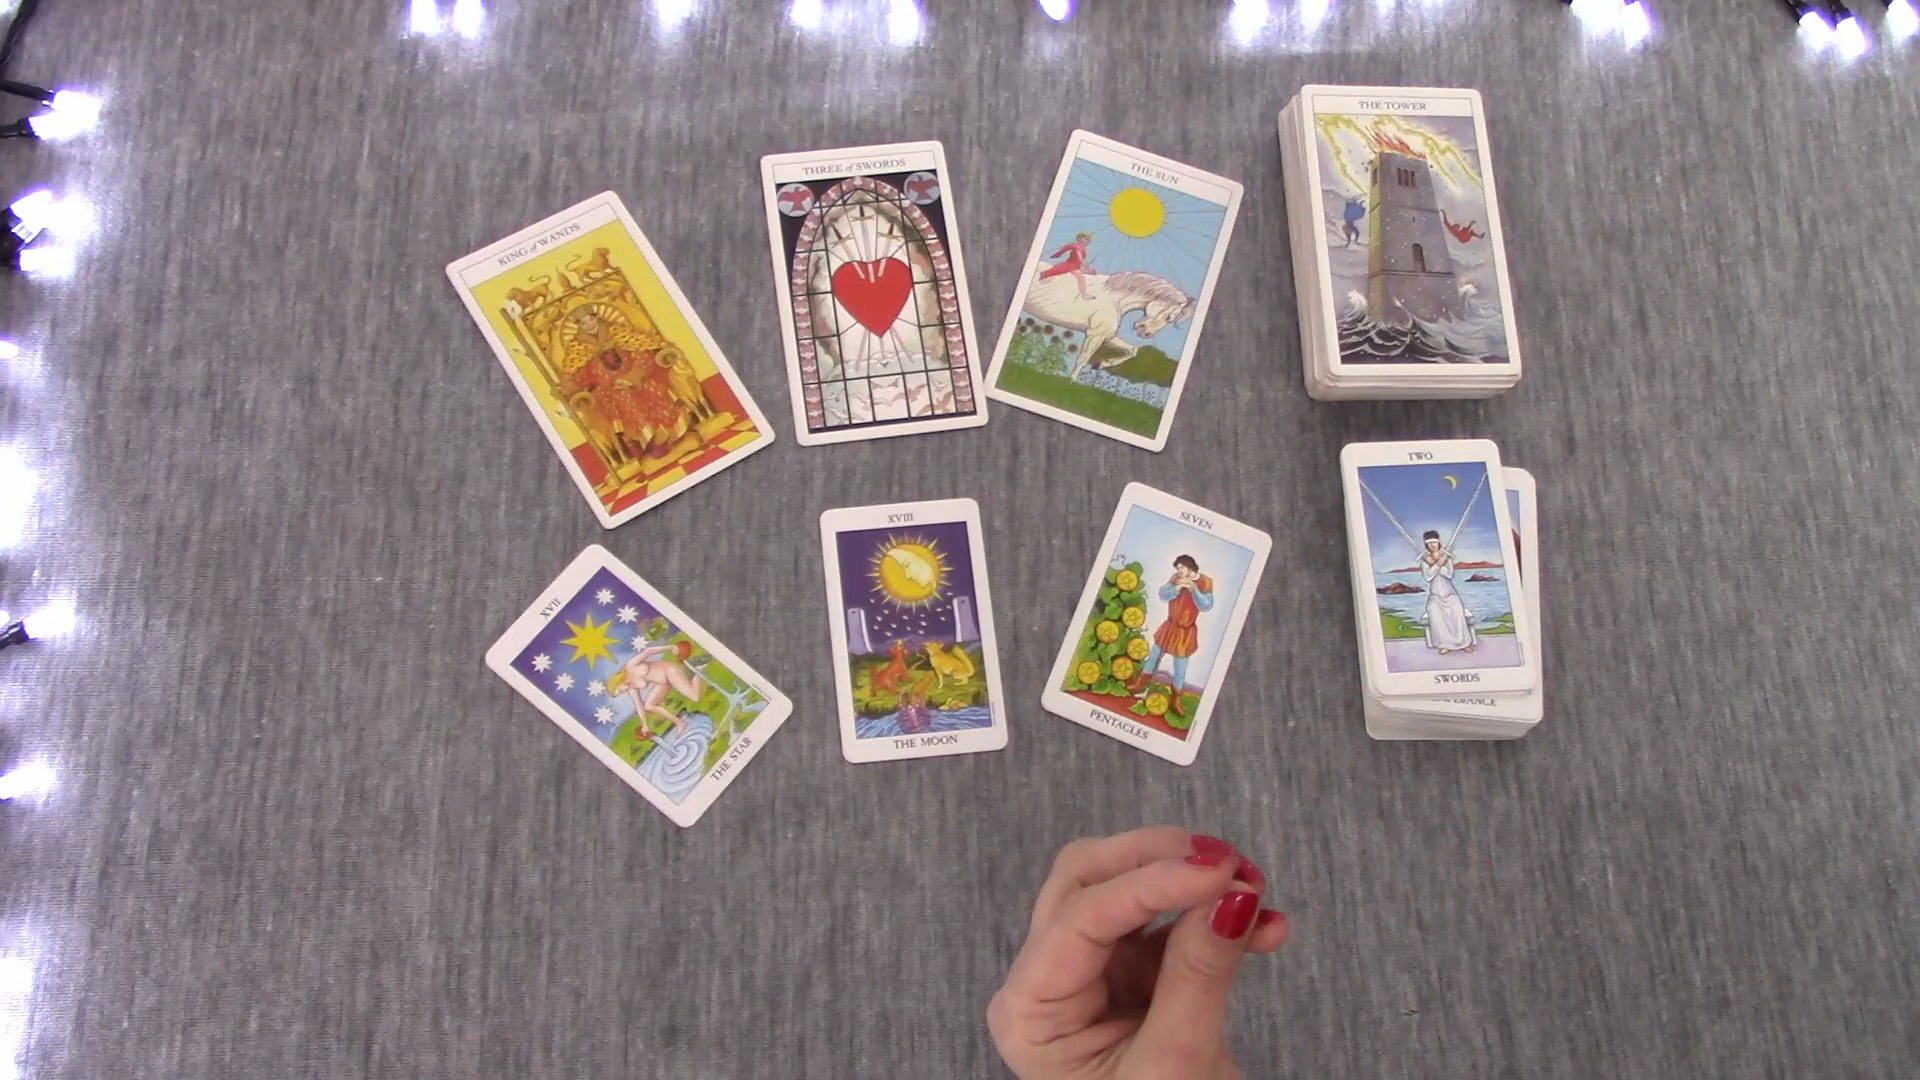 KING of WANDS
THREE of SWORDS
THE SUN
THE TOWER
XVII
THE STAR
XVIII
THE MOON
SEVEN
PENTACLES
TWO
SWORDS